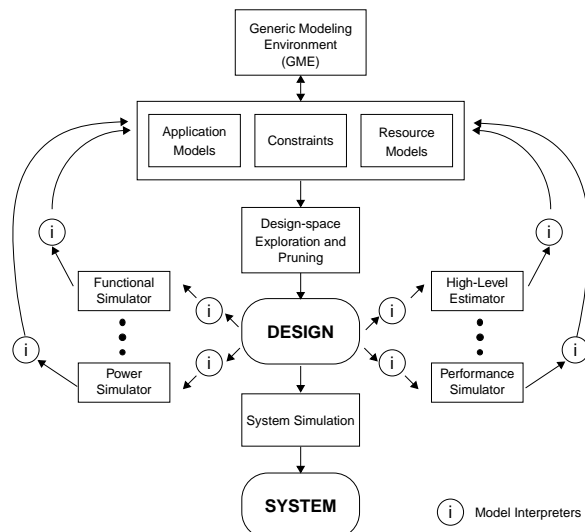 Generic Modeling
Environment
(GME)
Application
Models
Constraints
Resource
Models
Design-space
Exploration and
Pruning
i
i
Functional
Simulator
High-Level
Estimator
i
i
DESIGN
i
i
i
i
Power
Simulator
Performance
Simulator
System Simulation
SYSTEM
i
Model Interpreters